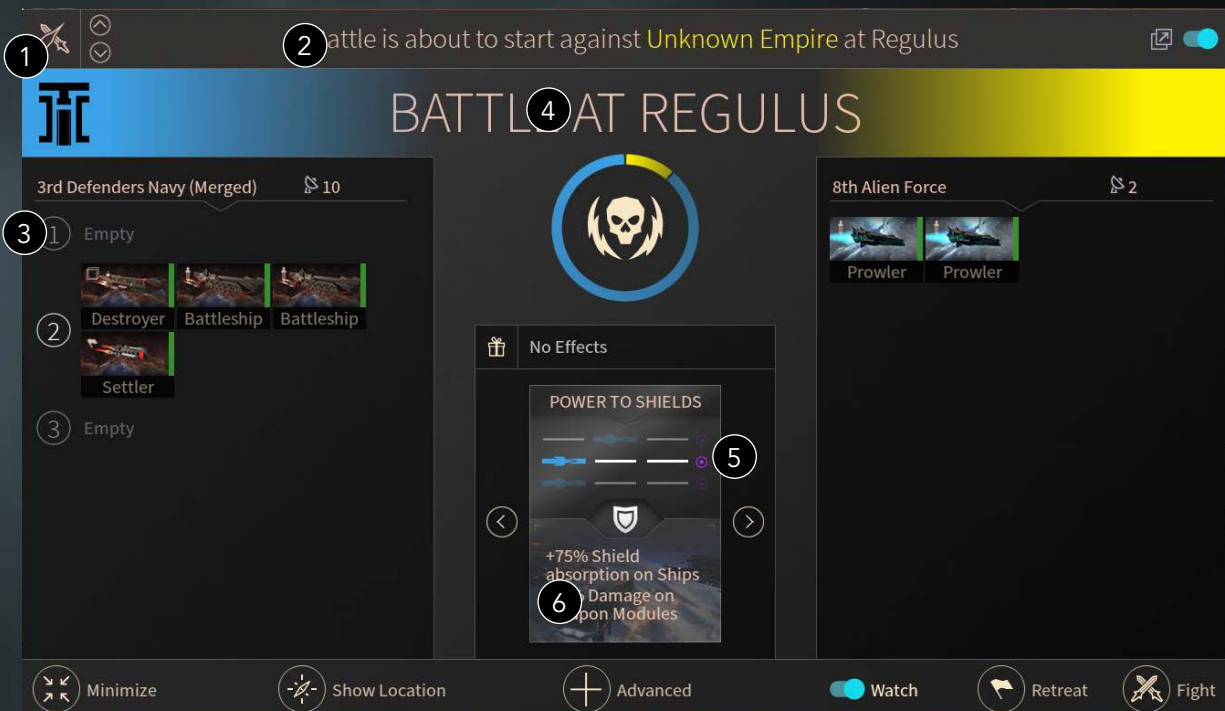 1
2
attle is about to start against Unknown Empire at Regulus
BATTL
4
AT REGULUS
3rd Defenders Navy (Merged)
10
3
1
Empty
Destroyer
Battleship
Battleship
2
Settler
3
Empty
8th Alien Force
2
Prowler
Prowler
No Effects
POWER TO SHIELDS
5
+75% Shield
absorption on Ships
Damage on
6
Modules
Minimize
Show Location
Advanced
Watch
Retreat
Fight